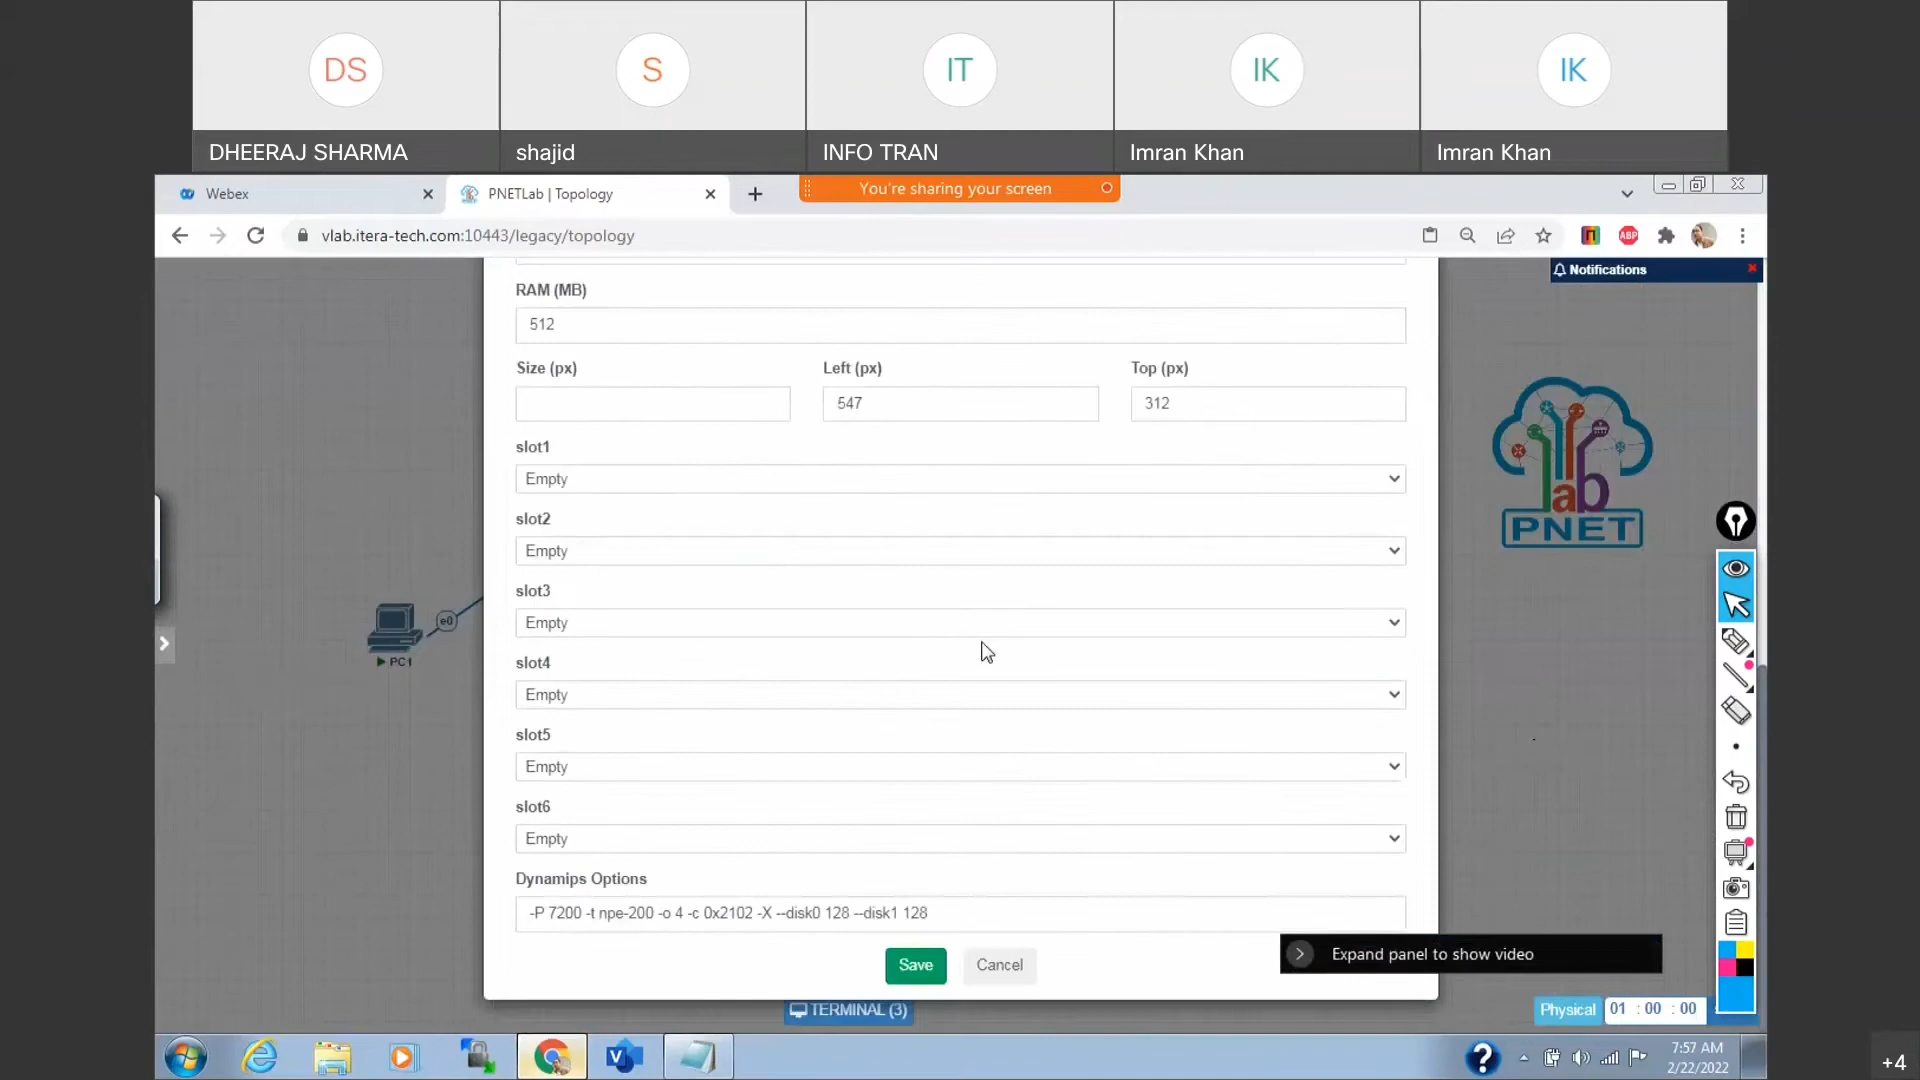 DS
S
IT
IK
IK
DHEERAJ SHARMA
shajid
INFO TRAN
Imran Khan
Imran Khan
Webex
PNETLab | Topology
You're sharing your screen
vlab.itera-tech.com:10443/legacy/topology
ABP
Notifications
RAM (MB)
512
Size (px)
Left (px)
Top (px)
547
312
slot1
Empty
slot2
Empty
slot3
Empty
slot4
Empty
slot5
Empty
slot6
Empty
Dynamips Options
-P 7200 -t npe-200 -o 4 -c 0x2102 -X --disk0 128 --disk1 128
Save
Cancel
e0
PC1
lab
PNET
Expand panel to show video
TERMINAL (3)
Physical
01 : 00 : 00
7:57 AM
2/22/2022
+4